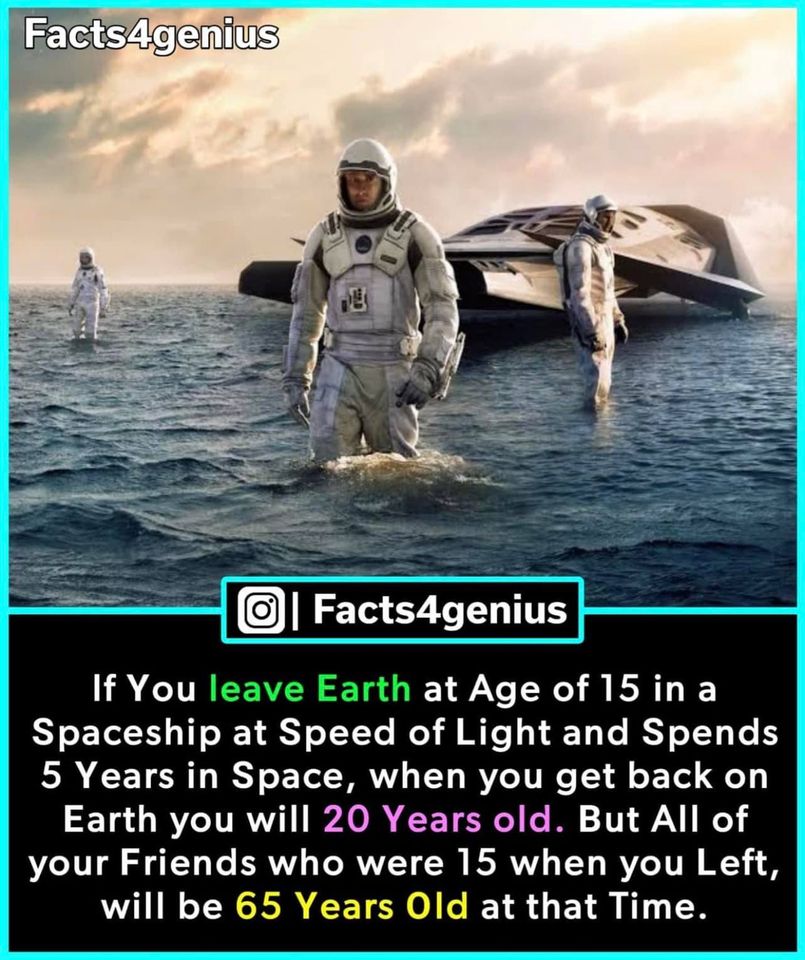 Facts4genius
| Facts4genius
If You leave Earth at Age of 15 in a
Spaceship at Speed of Light and Spends
5 Years in Space, when you get back on
Earth you will 20 Years old. But All of
your Friends who were 15 when you Left,
will be 65 Years Old at that Time.